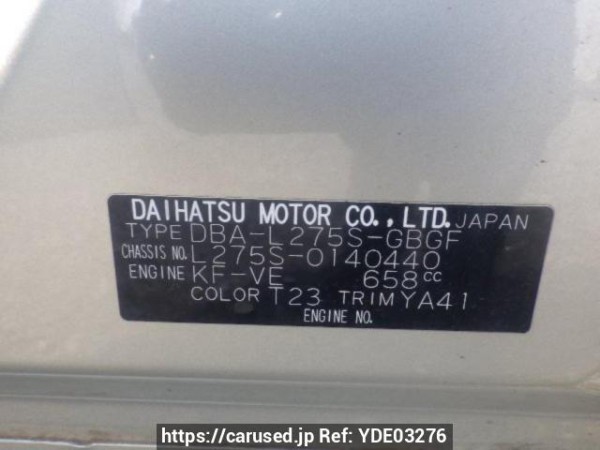 DAIHATSU MOTOR CO., LTD. JAPAN
TYPE DBA-L275S-GBGF
CHASSIS NO. L275S-0140440
ENGINE KF-VE 658cc
COLOR T23 TRIM YA41
ENGINE NO.
https://carused.jp Ref: YDE03276